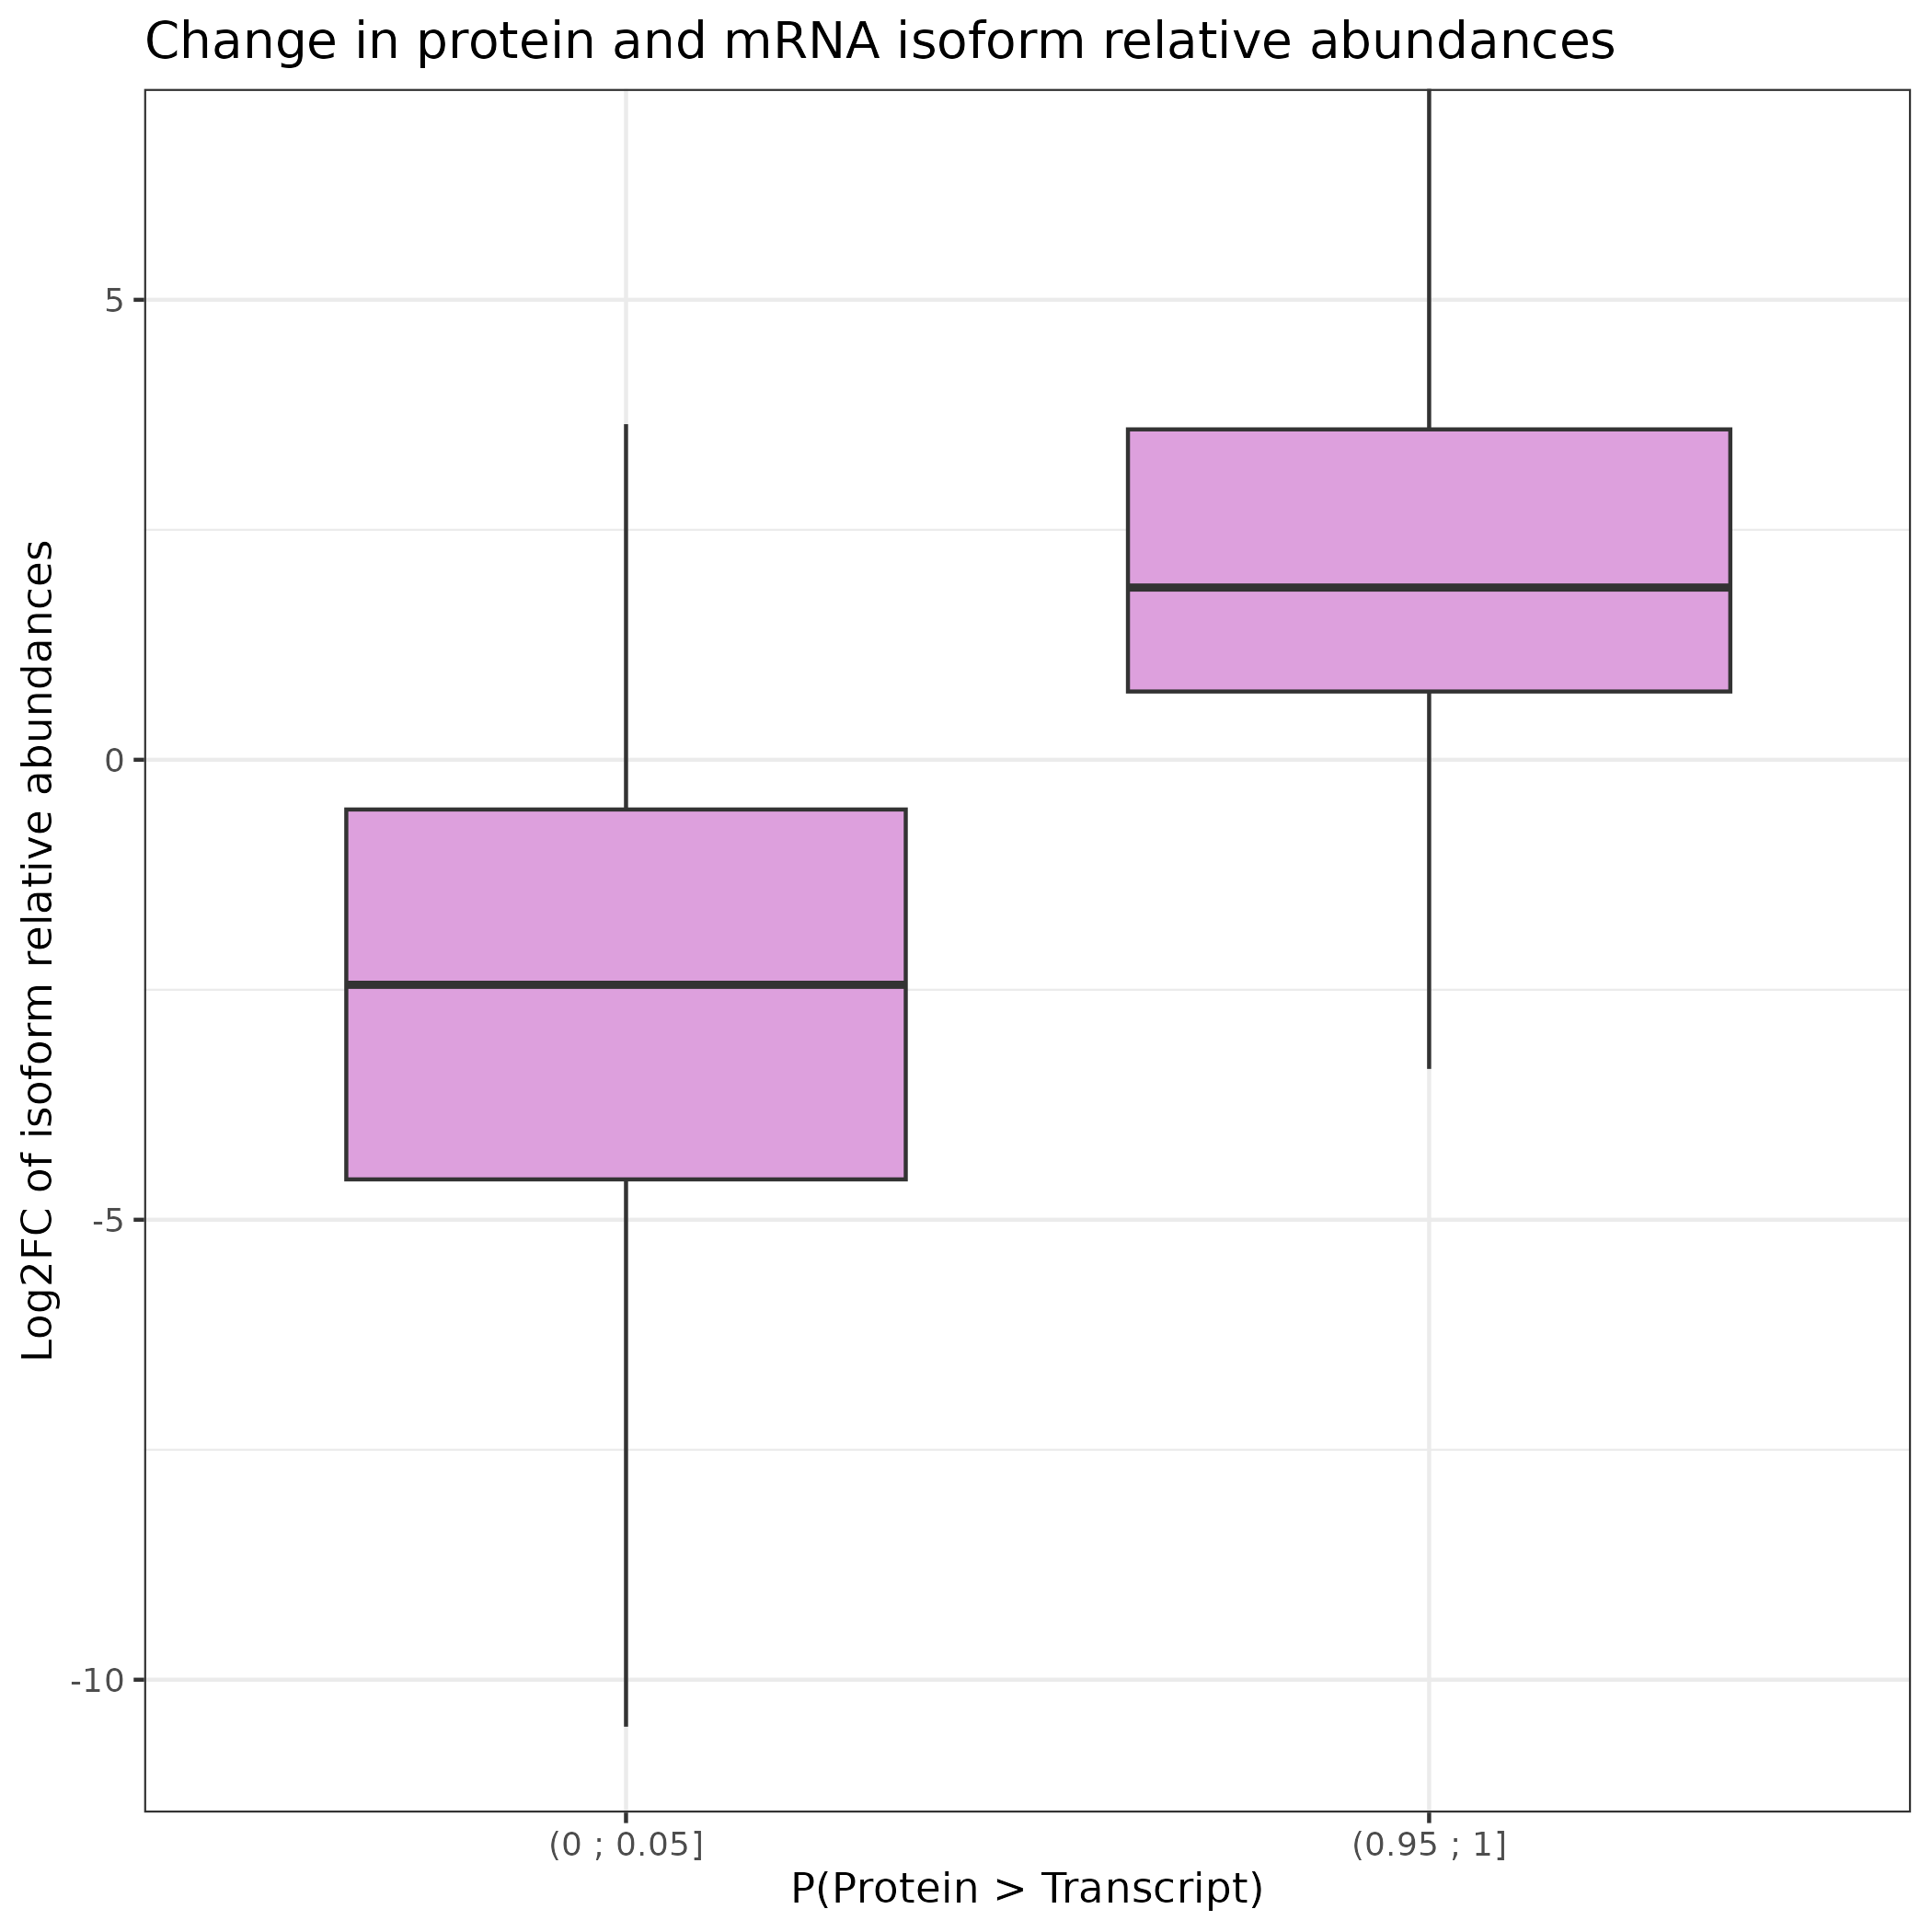 Change in protein and mRNA isoform relative abundances
Log2FC of isoform relative abundances
5
0
-5
-10
(0 ; 0.05]
(0.95 ; 1]
P(Protein > Transcript)